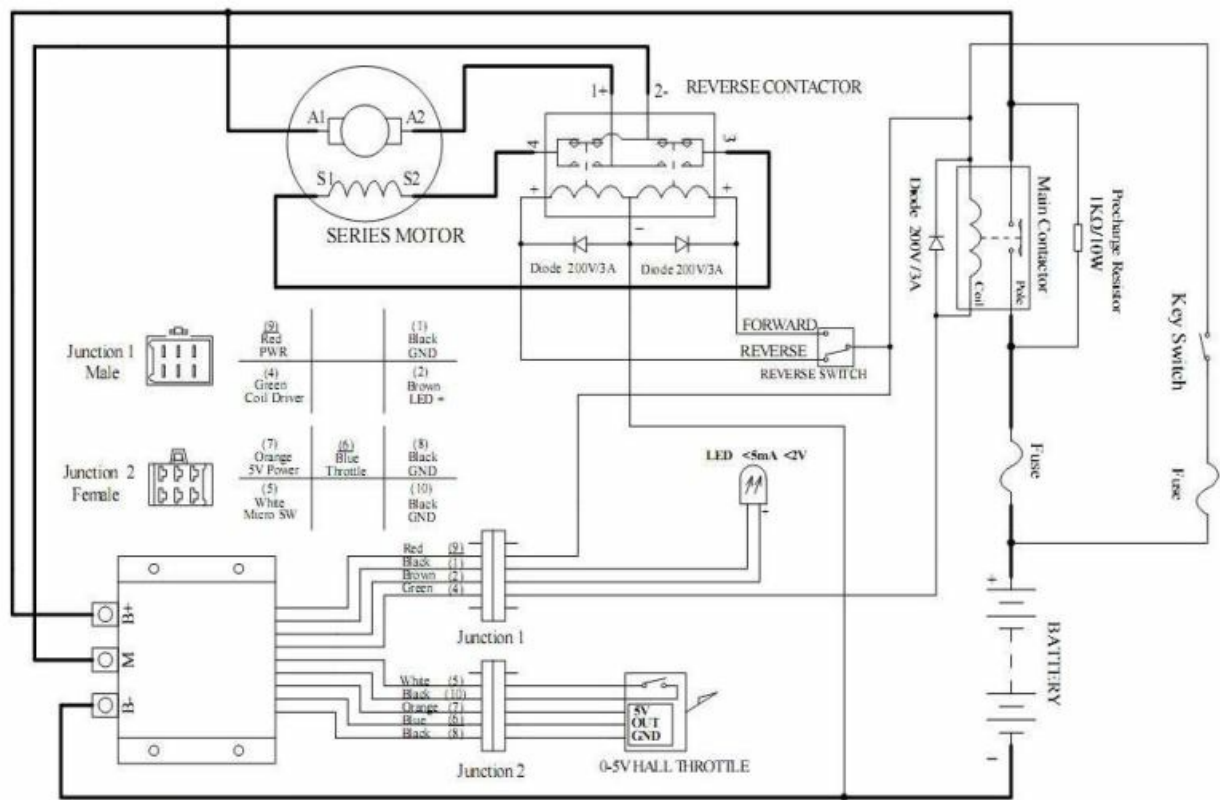 1+
2-
REVERSE CONTACTOR
A1
A2
4
3
S1
S2
+
+
−
SERIES MOTOR
Diode 200V/3A
Diode 200V/3A
Diode 200V/3A
Coil
Pole
Main Contactor
Precharge Resistor
1KΩ/10W
Key Switch
FORWARD
REVERSE
REVERSE SWITCH
Junction 1
Male
(9)
Red
PWR
(1)
Black
GND
(4)
Green
Coil Driver
(2)
Brown
LED +
Junction 2
Female
(7)
Orange
5V Power
(6)
Blue
Throttle
(8)
Black
GND
(5)
White
Micro SW
(10)
Black
GND
LED <5mA <2V
+
Fuse
Fuse
Red (9)
Black (1)
Brown (2)
Green (4)
Junction 1
B+
M
B-
White (5)
Black (10)
Orange (7)
Blue (6)
Black (8)
Junction 2
5V
OUT
GND
0-5V HALL THROTTLE
+
BATTERY
−